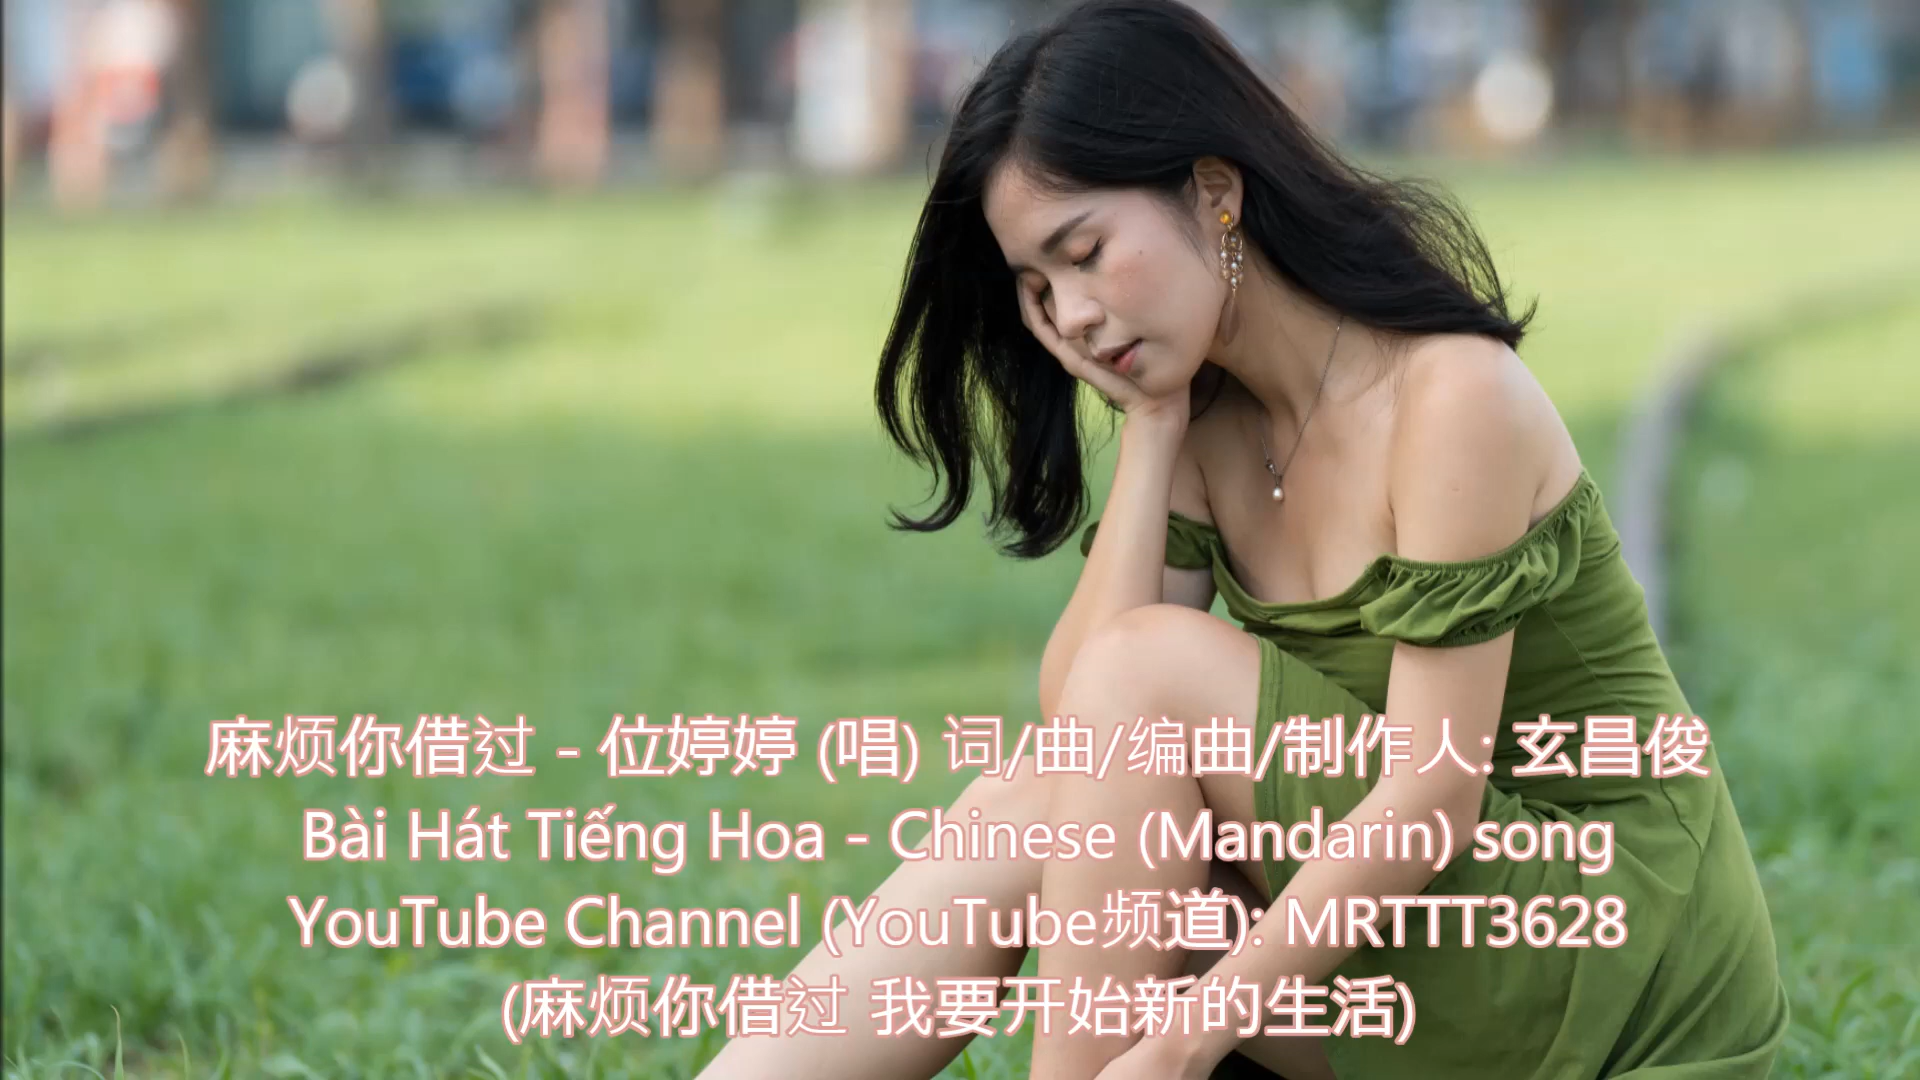 麻烦你借过 - 位婷婷 (唱) 词/曲/编曲/制作人: 玄昌俊
Bài Hát Tiếng Hoa - Chinese (Mandarin) song
YouTube Channel (YouTube频道): MRTTT3628
(麻烦你借过 我要开始新的生活)